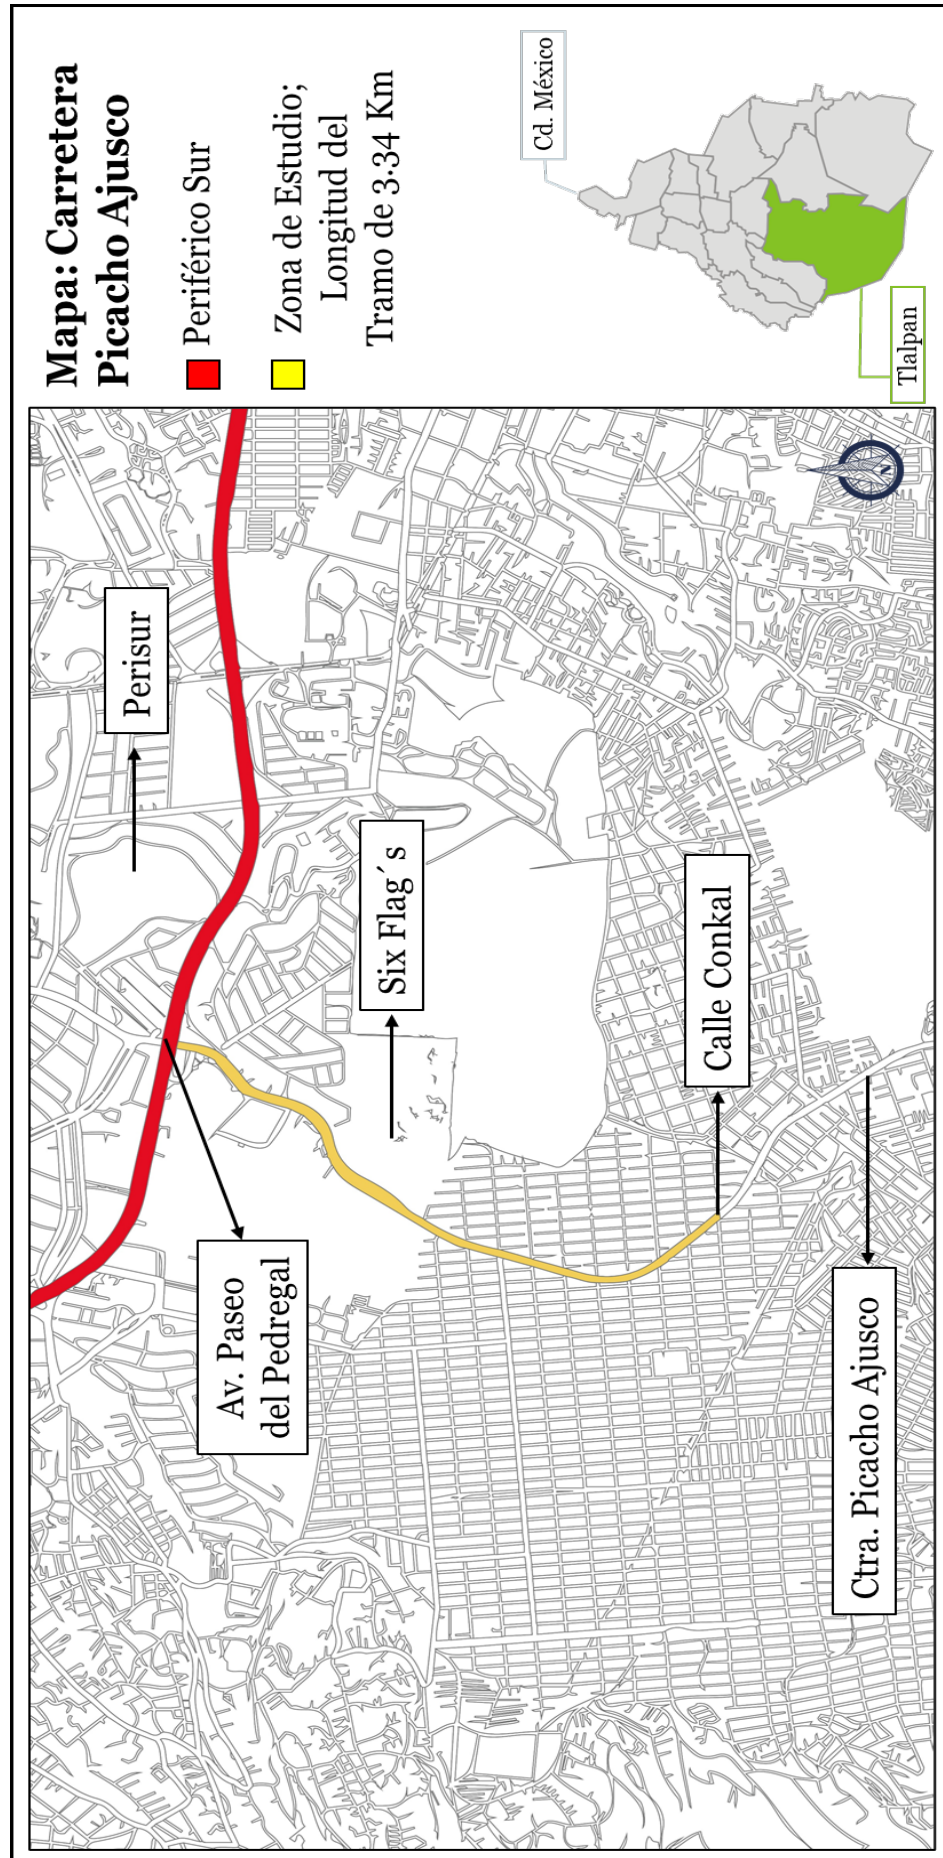 Mapa: Carretera
Picacho Ajusco
Periférico Sur
Zona de Estudio;
Longitud del
Tramo de 3.34 Km
Cd. México
Tlalpan
Perisur
Six Flag´s
Av. Paseo
del Pedregal
Calle Conkal
Ctra. Picacho Ajusco
N